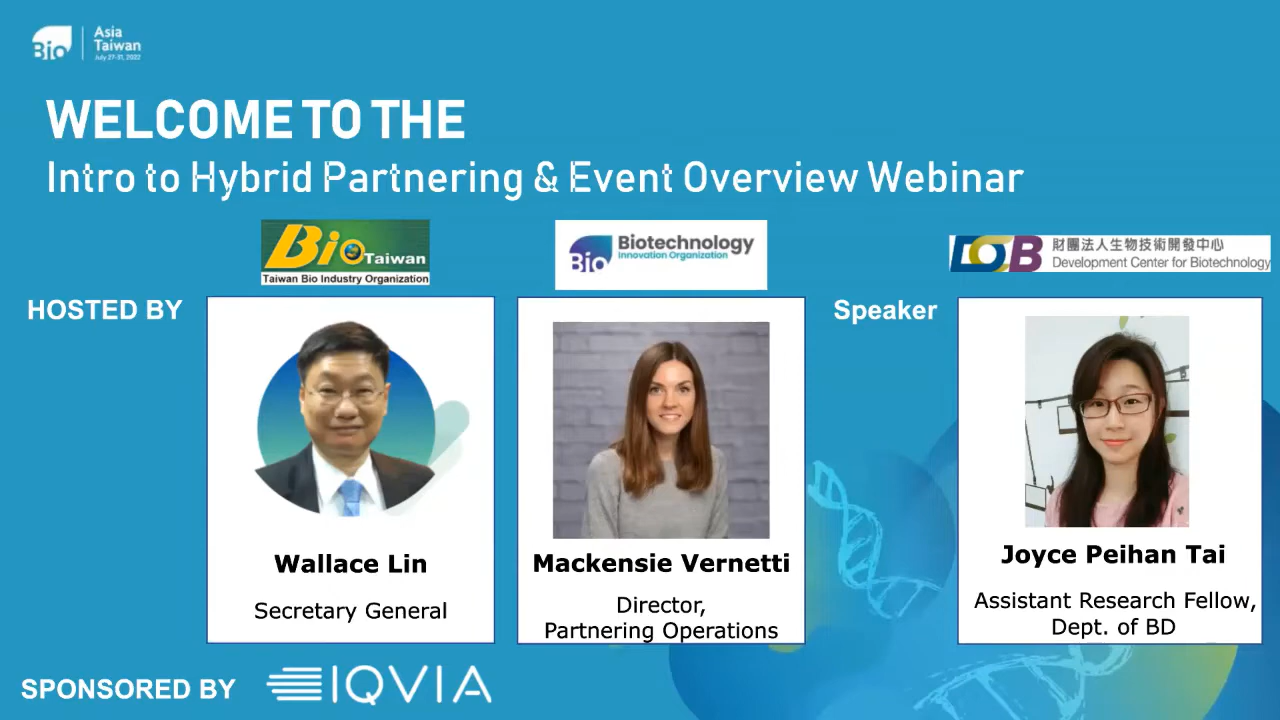 Bio
Asia
Taiwan
July 27-31, 2022
WELCOME TO THE
Intro to Hybrid Partnering & Event Overview Webinar
Bio Taiwan
Taiwan Bio Industry Organization
Bio
Biotechnology
Innovation Organization
DCB
財團法人生物技術開發中心
Development Center for Biotechnology
HOSTED BY
Speaker
Wallace Lin
Secretary General
Mackensie Vernetti
Director,
Partnering Operations
Joyce Peihan Tai
Assistant Research Fellow,
Dept. of BD
SPONSORED BY
IQVIA